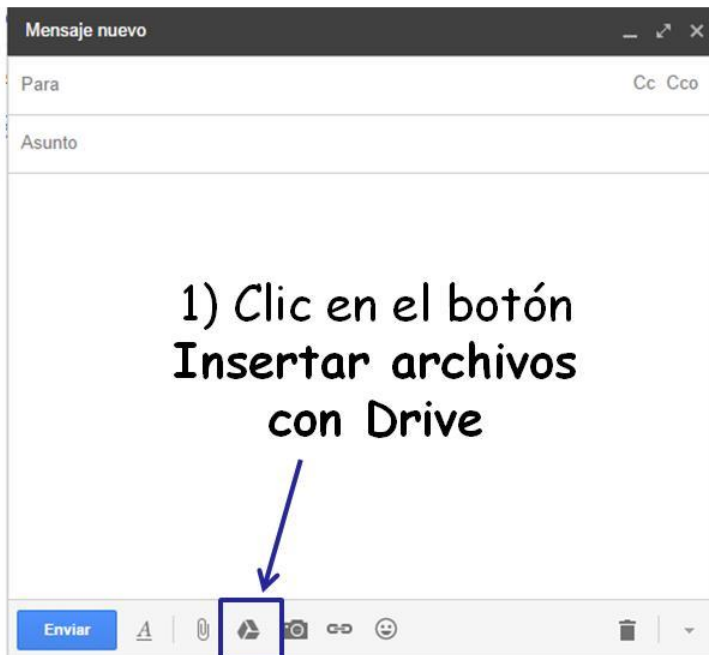 Mensaje nuevo
Para Cc Cco
Asunto
1) Clic en el botón
Insertar archivos
con Drive
Enviar A